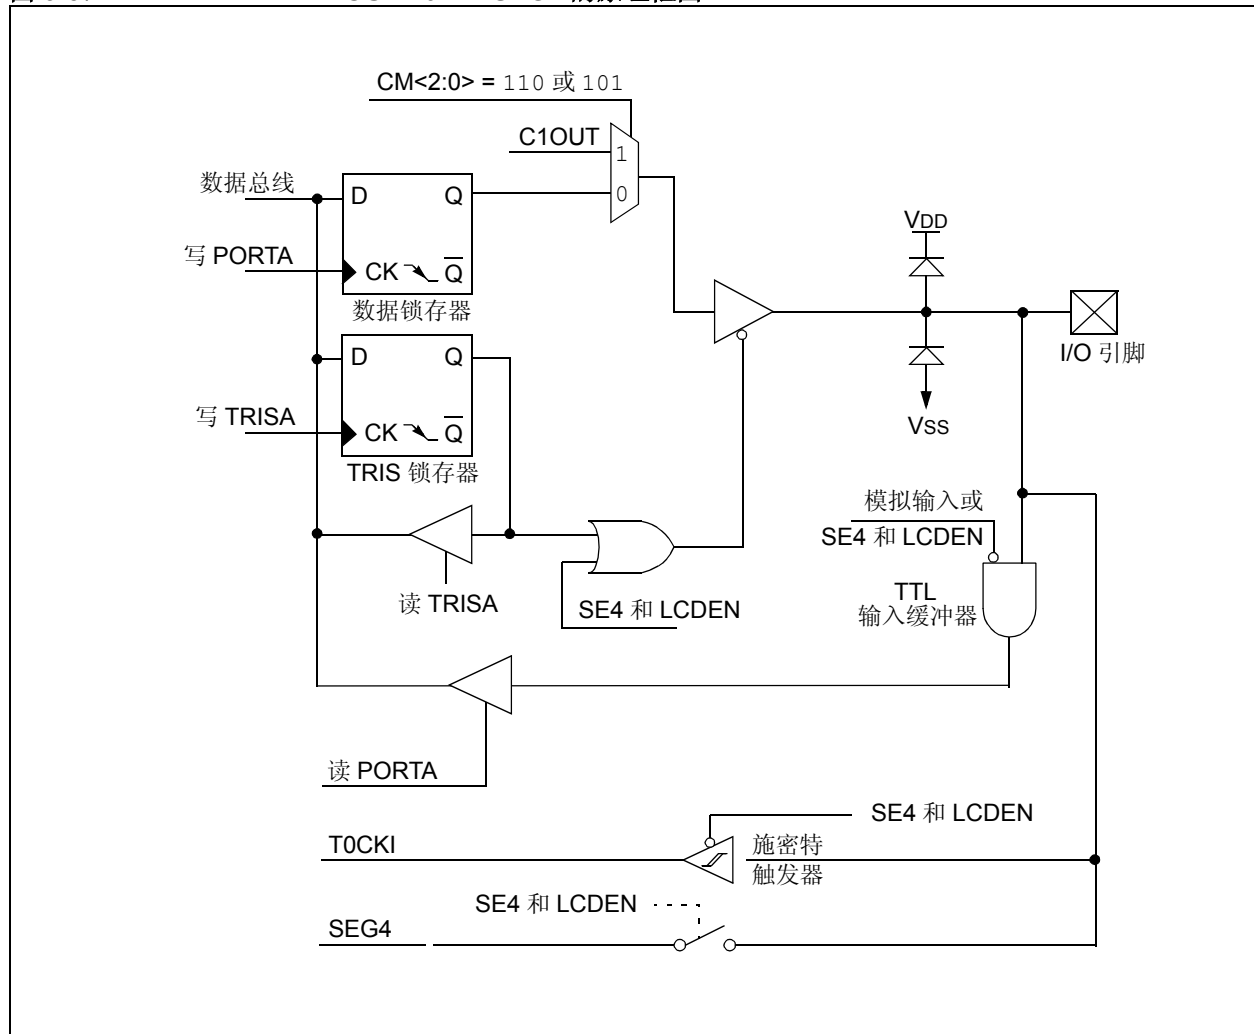 CM<2:0> = 110 或 101
C1OUT
1
0
数据总线
D
Q
写 PORTA
CK
Q
数据锁存器
VDD
I/O 引脚
VSS
D
Q
写 TRISA
CK
Q
TRIS 锁存器
读 TRISA
SE4 和 LCDEN
模拟输入或
SE4 和 LCDEN
TTL
输入缓冲器
读 PORTA
SE4 和 LCDEN
T0CKI
施密特
触发器
SE4 和 LCDEN
SEG4